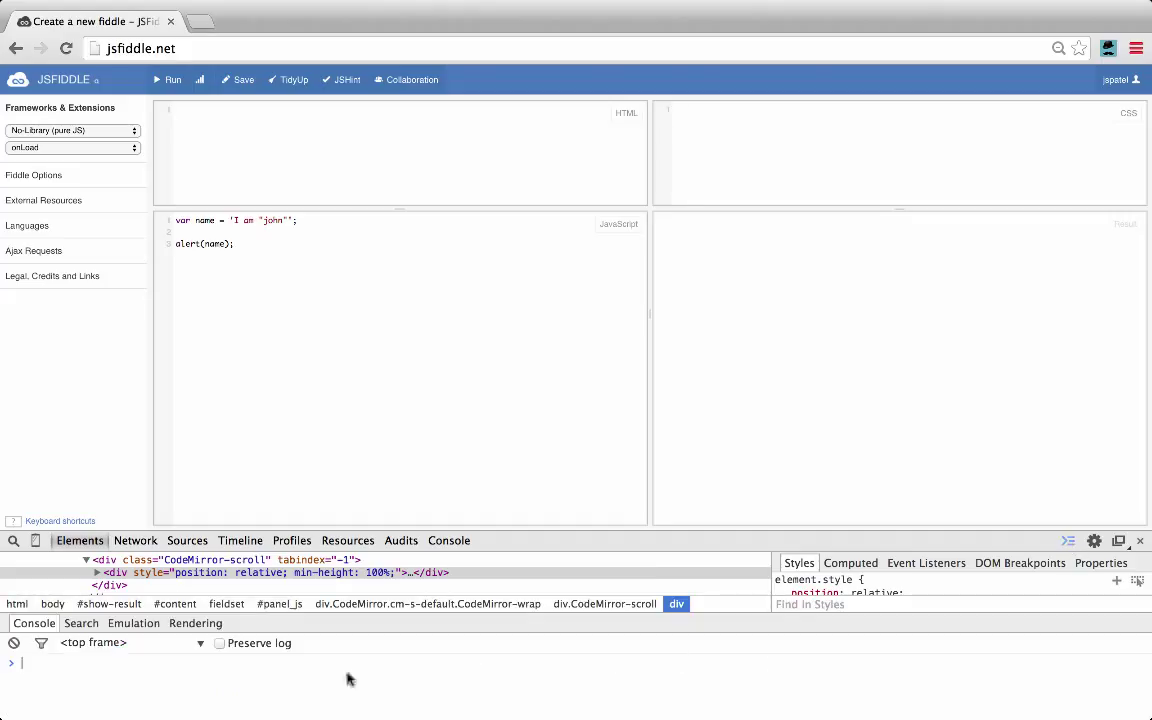 Create a new fiddle – JSFid
jsfiddle.net
JSFIDDLE α
Run
Save
TidyUp
JSHint
Collaboration
jspatel
Frameworks & Extensions
No-Library (pure JS)
onLoad
Fiddle Options
External Resources
Languages
Ajax Requests
Legal, Credits and Links
? Keyboard shortcuts
1
HTML
1
CSS
1 var name = 'I am "john"';
2
3 alert(name);
JavaScript
Result
Elements Network Sources Timeline Profiles Resources Audits Console
<div class="CodeMirror-scroll" tabindex="-1">
<div style="position: relative; min-height: 100%;">…</div>
</div>
html body #show-result #content fieldset #panel_js div.CodeMirror.cm-s-default.CodeMirror-wrap div.CodeMirror-scroll div
Styles Computed Event Listeners DOM Breakpoints Properties
element.style {
position: relative;
Find in Styles
Console Search Emulation Rendering
<top frame> Preserve log